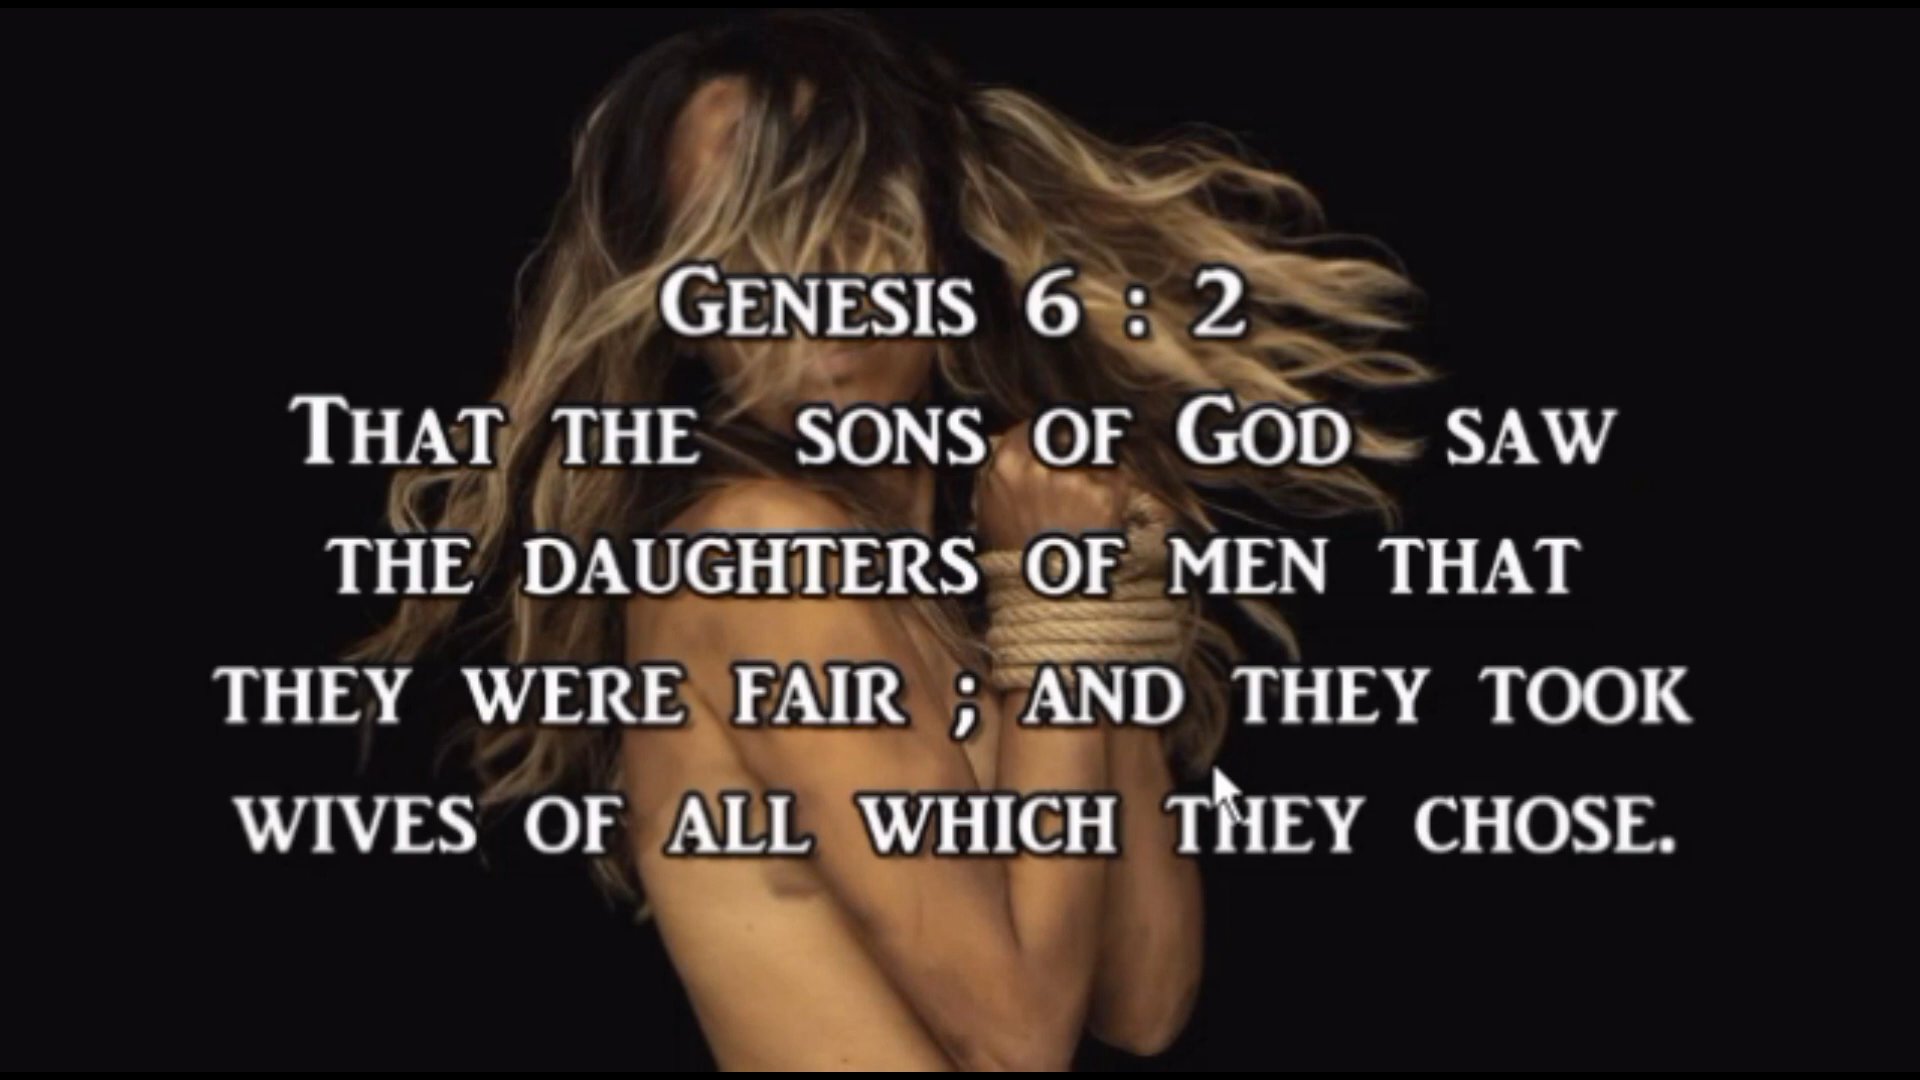 Genesis 6 : 2
That the sons of God saw
the daughters of men that
they were fair ; and they took
wives of all which they chose.